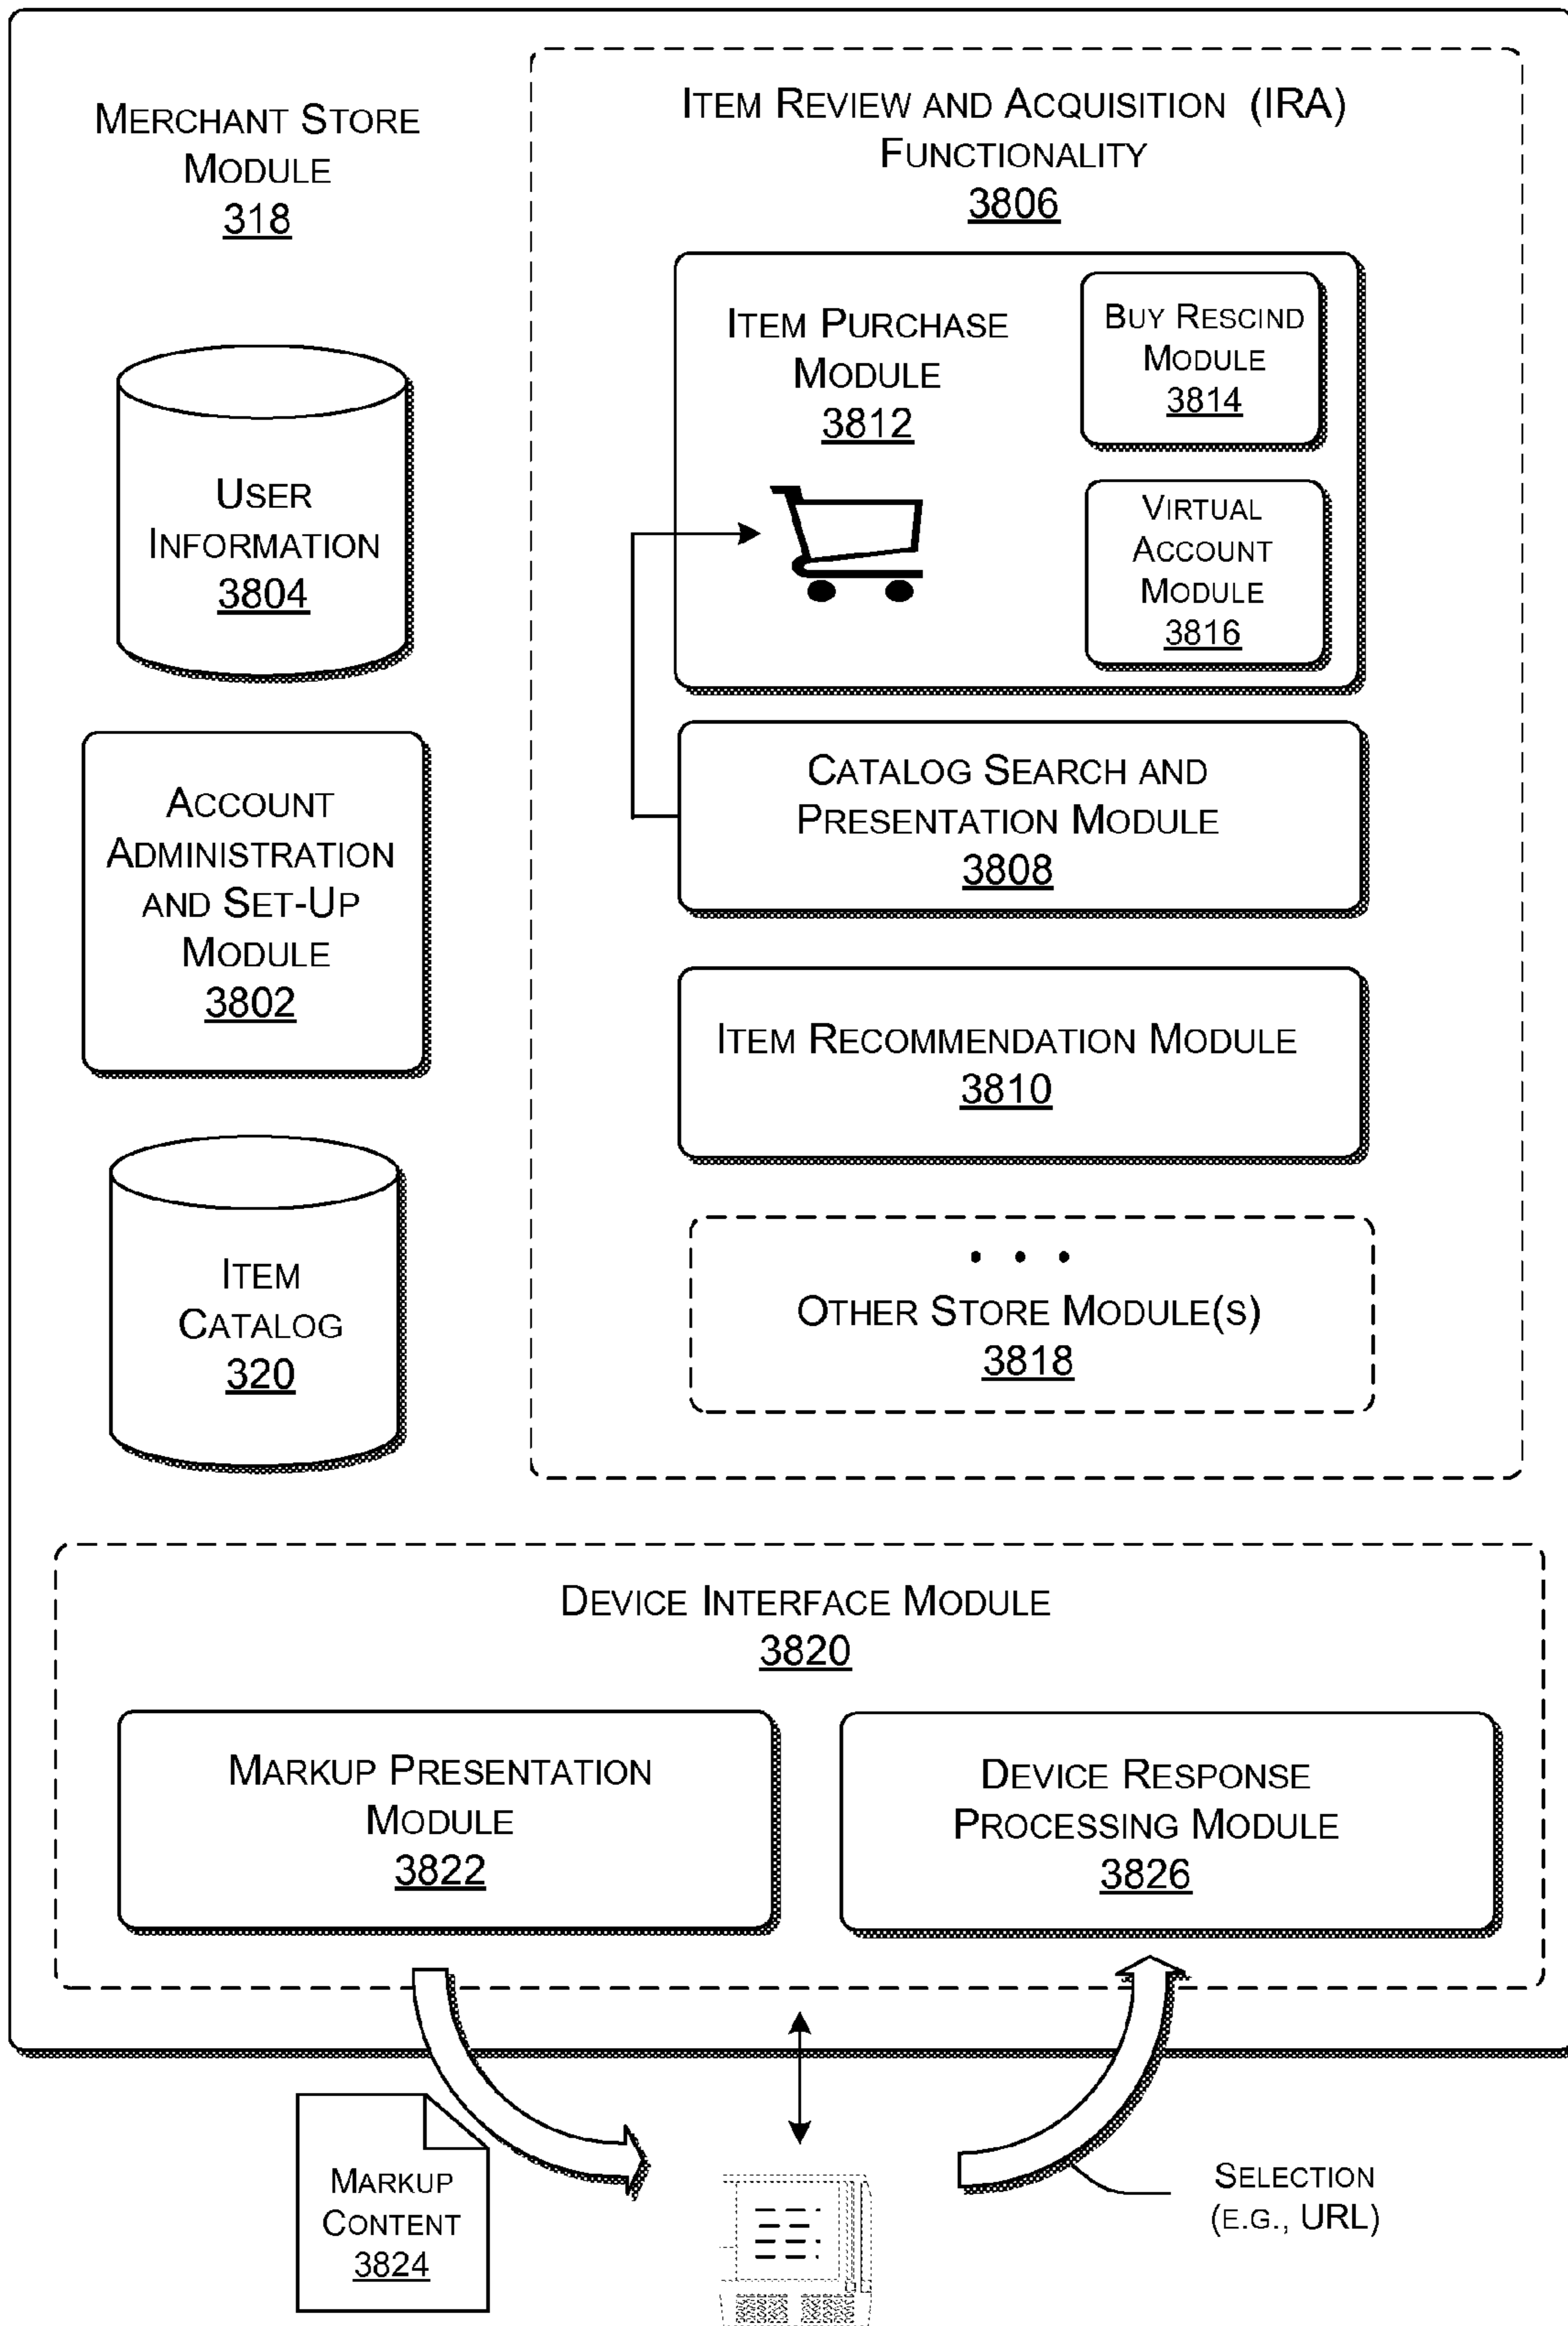 MERCHANT STORE
MODULE
318
USER
INFORMATION
3804
ACCOUNT
ADMINISTRATION
AND SET-UP
MODULE
3802
ITEM
CATALOG
320
ITEM REVIEW AND ACQUISITION (IRA)
FUNCTIONALITY
3806
ITEM PURCHASE
MODULE
3812
BUY RESCIND
MODULE
3814
VIRTUAL
ACCOUNT
MODULE
3816
CATALOG SEARCH AND
PRESENTATION MODULE
3808
ITEM RECOMMENDATION MODULE
3810
• • •
OTHER STORE MODULE(S)
3818
DEVICE INTERFACE MODULE
3820
MARKUP PRESENTATION
MODULE
3822
DEVICE RESPONSE
PROCESSING MODULE
3826
MARKUP
CONTENT
3824
SELECTION
(E.G., URL)